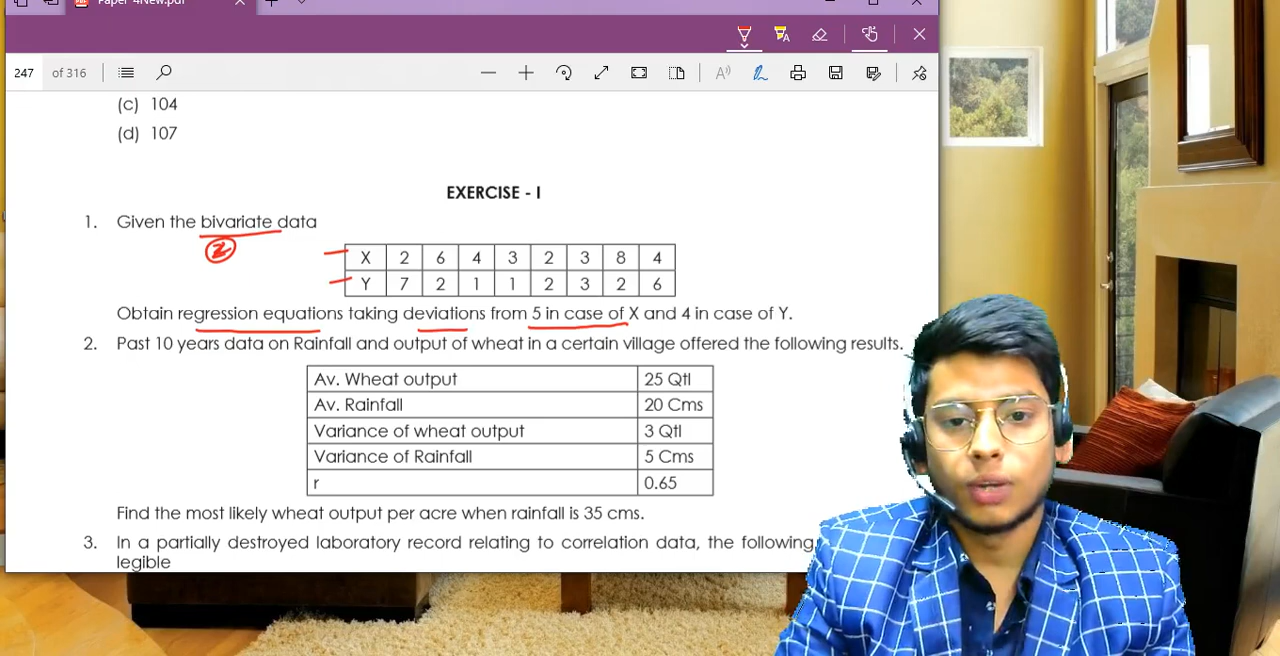 Paper 4New.pdf
247 of 316
(c) 104
(d) 107
EXERCISE - I
1. Given the bivariate data
2
X 2 6 4 3 2 3 8 4
Y 7 2 1 1 2 3 2 6
Obtain regression equations taking deviations from 5 in case of X and 4 in case of Y.
2. Past 10 years data on Rainfall and output of wheat in a certain village offered the following results.
Av. Wheat output 25 Qtl
Av. Rainfall 20 Cms
Variance of wheat output 3 Qtl
Variance of Rainfall 5 Cms
r 0.65
Find the most likely wheat output per acre when rainfall is 35 cms.
3. In a partially destroyed laboratory record relating to correlation data, the following
legible